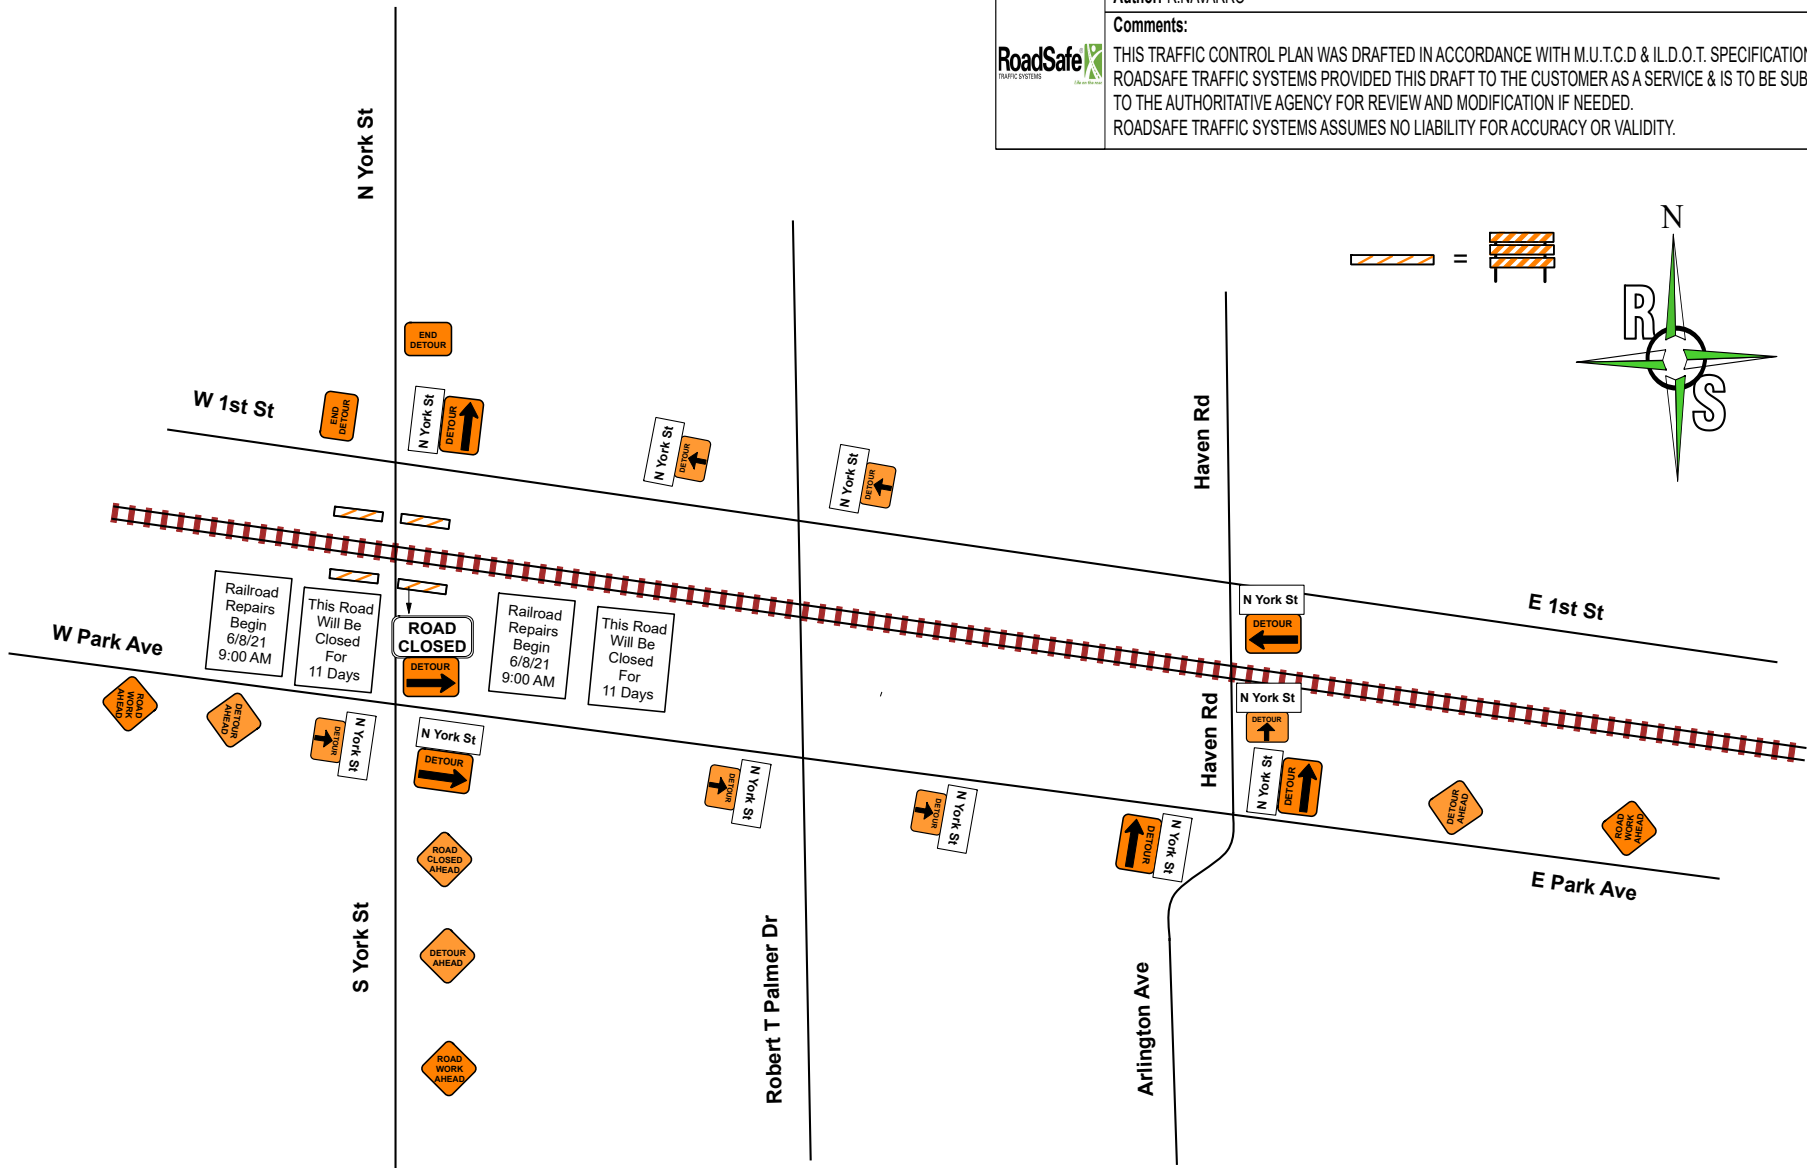 Author: R.NAVARRO
Comments:
THIS TRAFFIC CONTROL PLAN WAS DRAFTED IN ACCORDANCE WITH M.U.T.C.D & IL.D.O.T. SPECIFICATION
ROADSAFE TRAFFIC SYSTEMS PROVIDED THIS DRAFT TO THE CUSTOMER AS A SERVICE & IS TO BE SUB
TO THE AUTHORITATIVE AGENCY FOR REVIEW AND MODIFICATION IF NEEDED.
ROADSAFE TRAFFIC SYSTEMS ASSUMES NO LIABILITY FOR ACCURACY OR VALIDITY.
RoadSafe
TRAFFIC SYSTEMS
N York St
N
R
S
=
END
DETOUR
W 1st St
END
DETOUR
N York St
DETOUR
N York St
DETOUR
N York St
DETOUR
Haven Rd
E 1st St
Railroad
Repairs
Begin
6/8/21
9:00 AM
This Road
Will Be
Closed
For
11 Days
ROAD
CLOSED
DETOUR
Railroad
Repairs
Begin
6/8/21
9:00 AM
This Road
Will Be
Closed
For
11 Days
N York St
DETOUR
W Park Ave
ROAD
WORK
AHEAD
DETOUR
AHEAD
DETOUR
N York St
N York St
DETOUR
DETOUR
N York St
DETOUR
N York St
DETOUR
N York St
Haven Rd
N York St
DETOUR
N York St
DETOUR
DETOUR
AHEAD
ROAD
WORK
AHEAD
E Park Ave
ROAD
CLOSED
AHEAD
DETOUR
AHEAD
ROAD
WORK
AHEAD
S York St
Robert T Palmer Dr
Arlington Ave